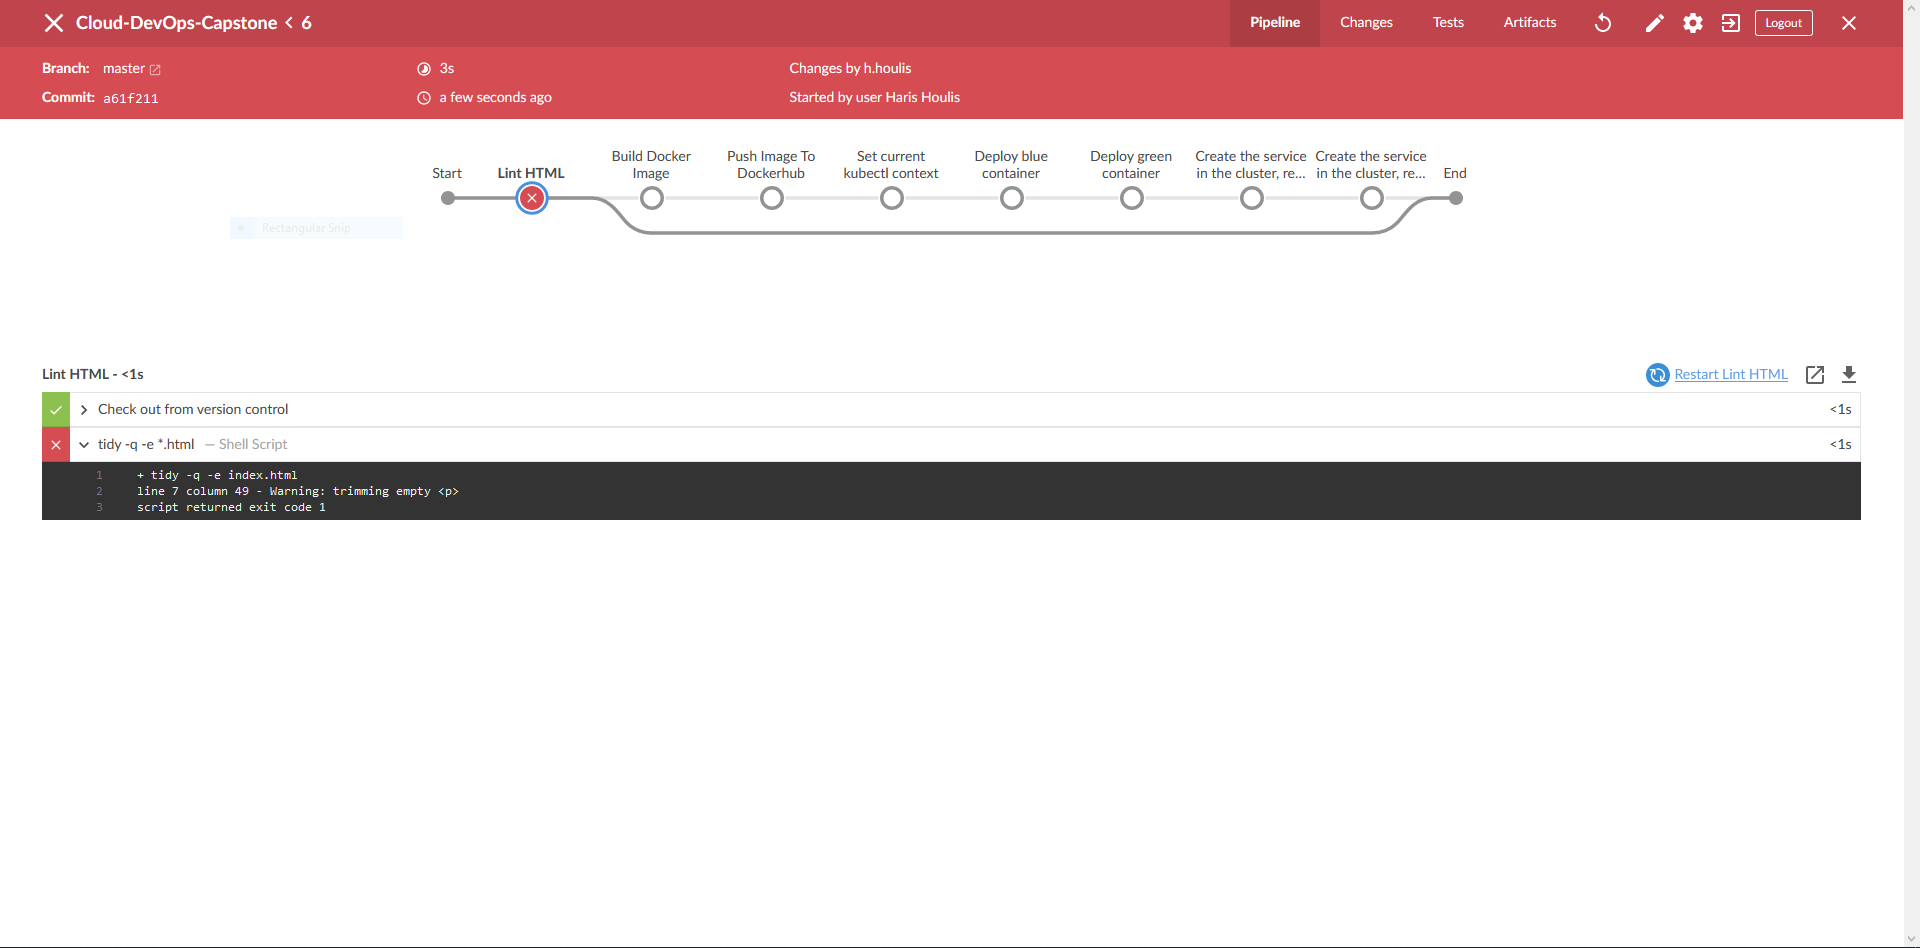 Cloud-DevOps-Capstone < 6
Pipeline Changes Tests Artifacts Logout
Branch: master
3s
Changes by h.houlis
Commit: a61f211
a few seconds ago
Started by user Haris Houlis
Start
Lint HTML
Build Docker
Image
Push Image To
Dockerhub
Set current
kubectl context
Deploy blue
container
Deploy green
container
Create the service
in the cluster, re...
Create the service
in the cluster, re...
End
Rectangular Snip
Lint HTML - <1s
Restart Lint HTML
Check out from version control <1s
tidy -q -e *.html — Shell Script <1s
1 + tidy -q -e index.html
2 line 7 column 49 - Warning: trimming empty <p>
3 script returned exit code 1